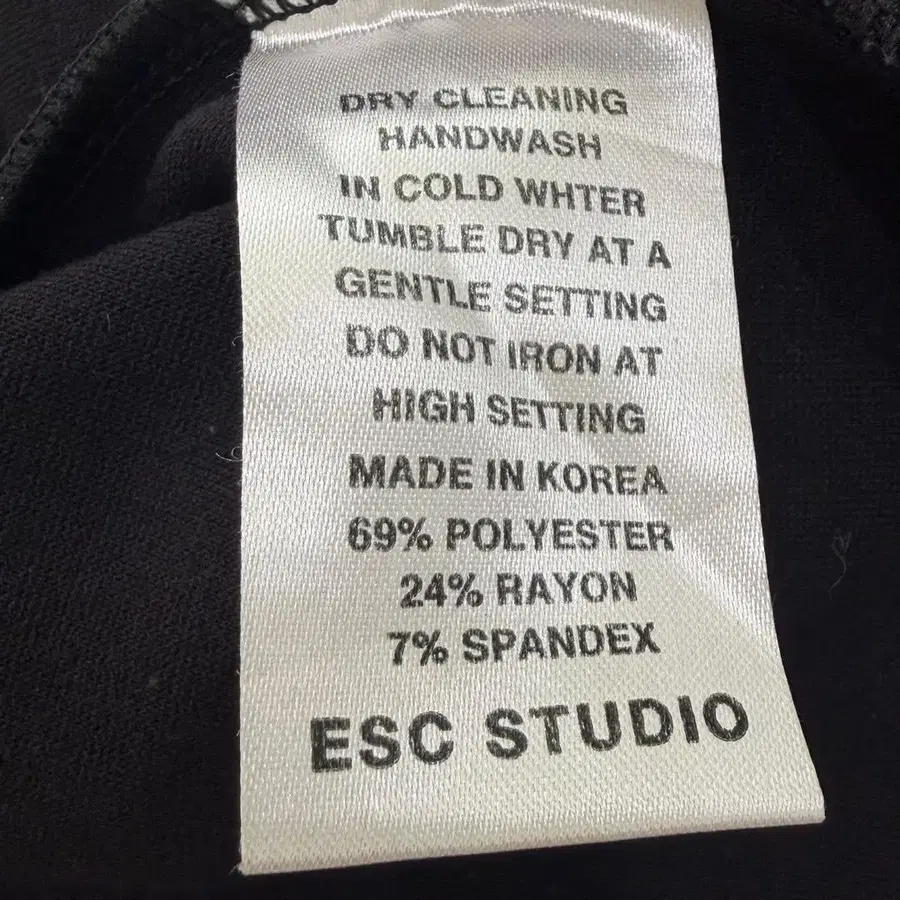 DRY CLEANING
HANDWASH
IN COLD WHTER
TUMBLE DRY AT A
GENTLE SETTING
DO NOT IRON AT
HIGH SETTING
MADE IN KOREA
69% POLYESTER
24% RAYON
7% SPANDEX
ESC STUDIO